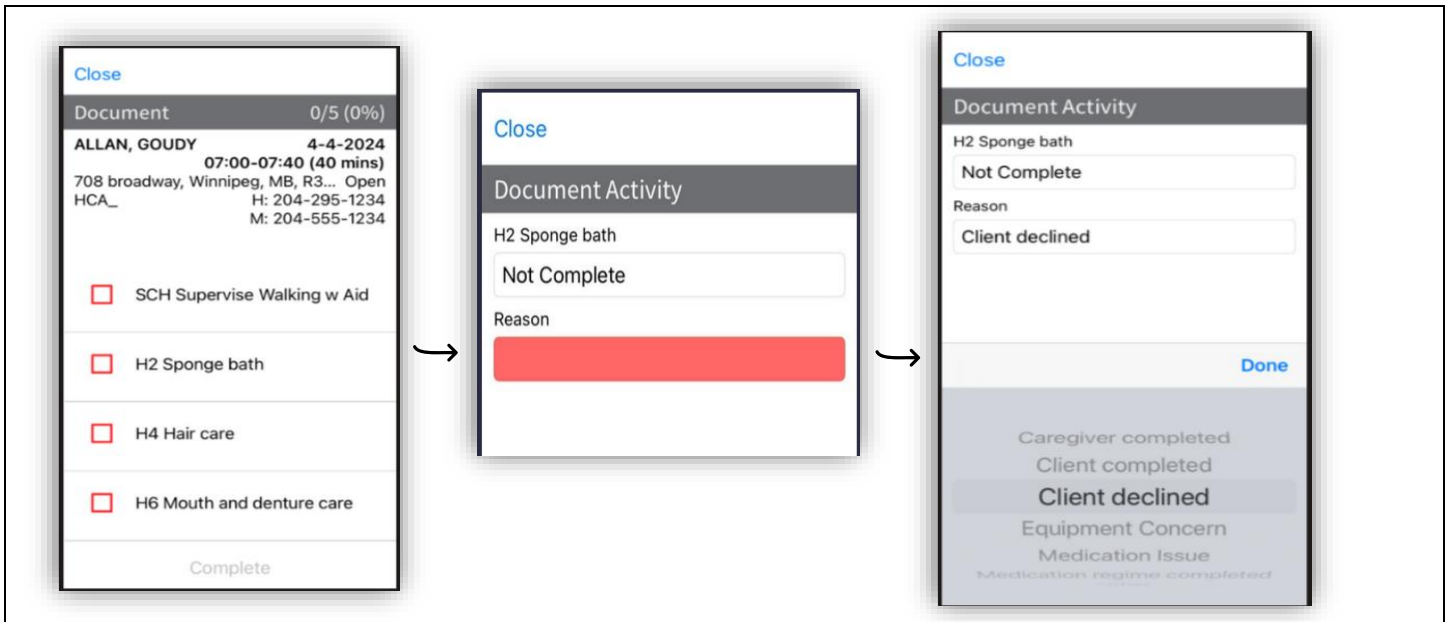 Close
Document 0/5 (0%)
ALLAN, GOUDY 4-4-2024
07:00-07:40 (40 mins)
708 broadway, Winnipeg, MB, R3... Open
HCA_ H: 204-295-1234
M: 204-555-1234
SCH Supervise Walking w Aid
H2 Sponge bath
H4 Hair care
H6 Mouth and denture care
Complete
Close
Document Activity
H2 Sponge bath
Not Complete
Reason
Close
Document Activity
H2 Sponge bath
Not Complete
Reason
Client declined
Done
Caregiver completed
Client completed
Client declined
Equipment Concern
Medication Issue
Medication regime completed